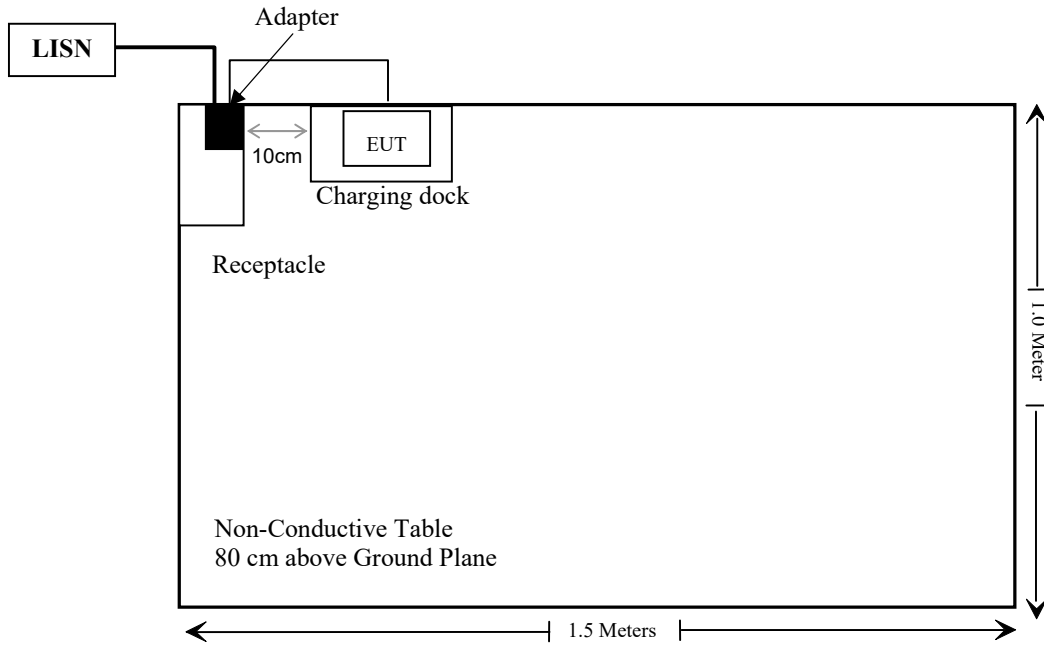 Adapter
LISN
EUT
10cm
Charging dock
Receptacle
1.0 Meter
Non-Conductive Table
80 cm above Ground Plane
1.5 Meters